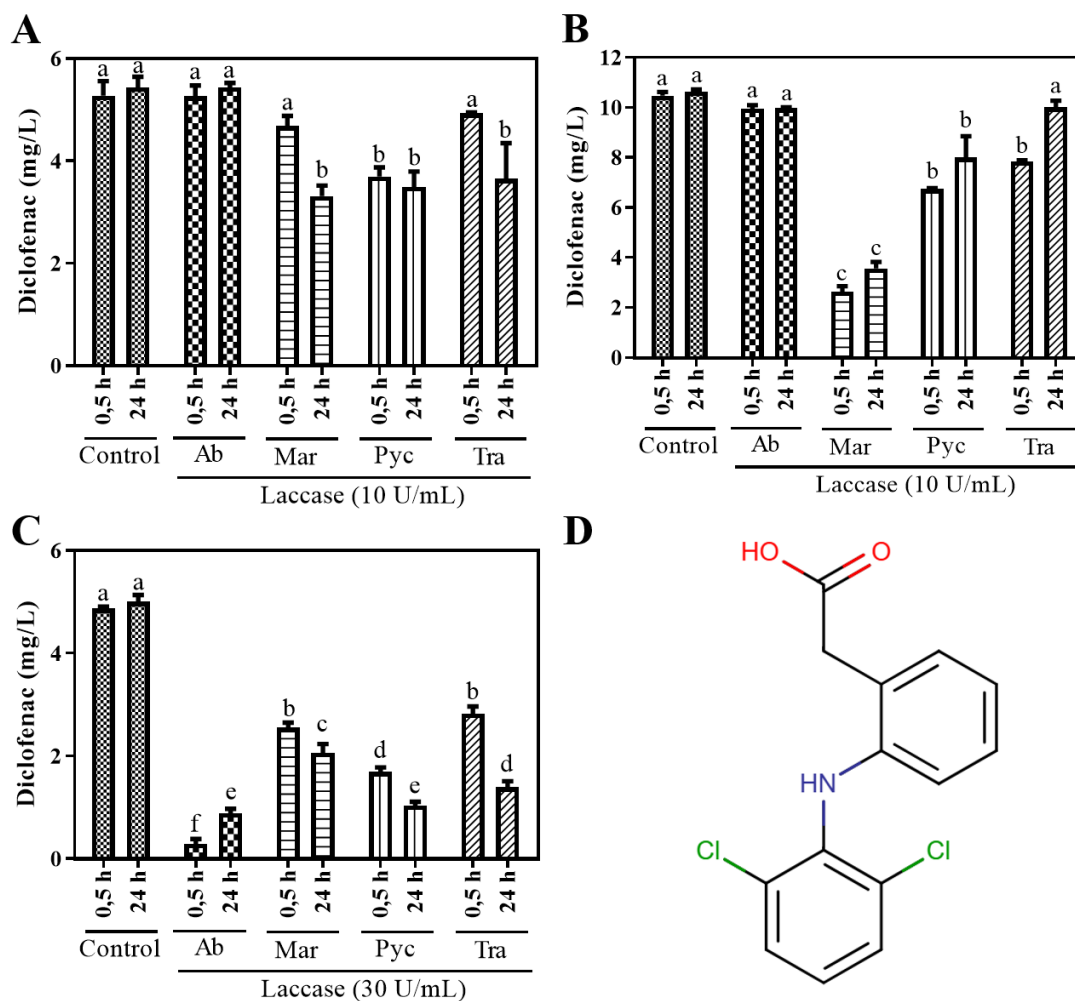 A
Diclofenac (mg/L)
6
4
2
0
a a a a a b b b a b
0,5 h 24 h 0,5 h 24 h 0,5 h 24 h 0,5 h 24 h 0,5 h 24 h
Control Ab Mar Pyc Tra
Laccase (10 U/mL)
B
Diclofenac (mg/L)
12
10
8
6
4
2
0
a a a a c c b b b a
0,5 h 24 h 0,5 h 24 h 0,5 h 24 h 0,5 h 24 h 0,5 h 24 h
Control Ab Mar Pyc Tra
Laccase (10 U/mL)
C
Diclofenac (mg/L)
6
4
2
0
a a f e b c d e b d
0,5 h 24 h 0,5 h 24 h 0,5 h 24 h 0,5 h 24 h 0,5 h 24 h
Control Ab Mar Pyc Tra
Laccase (30 U/mL)
D
HO O
HN
Cl Cl